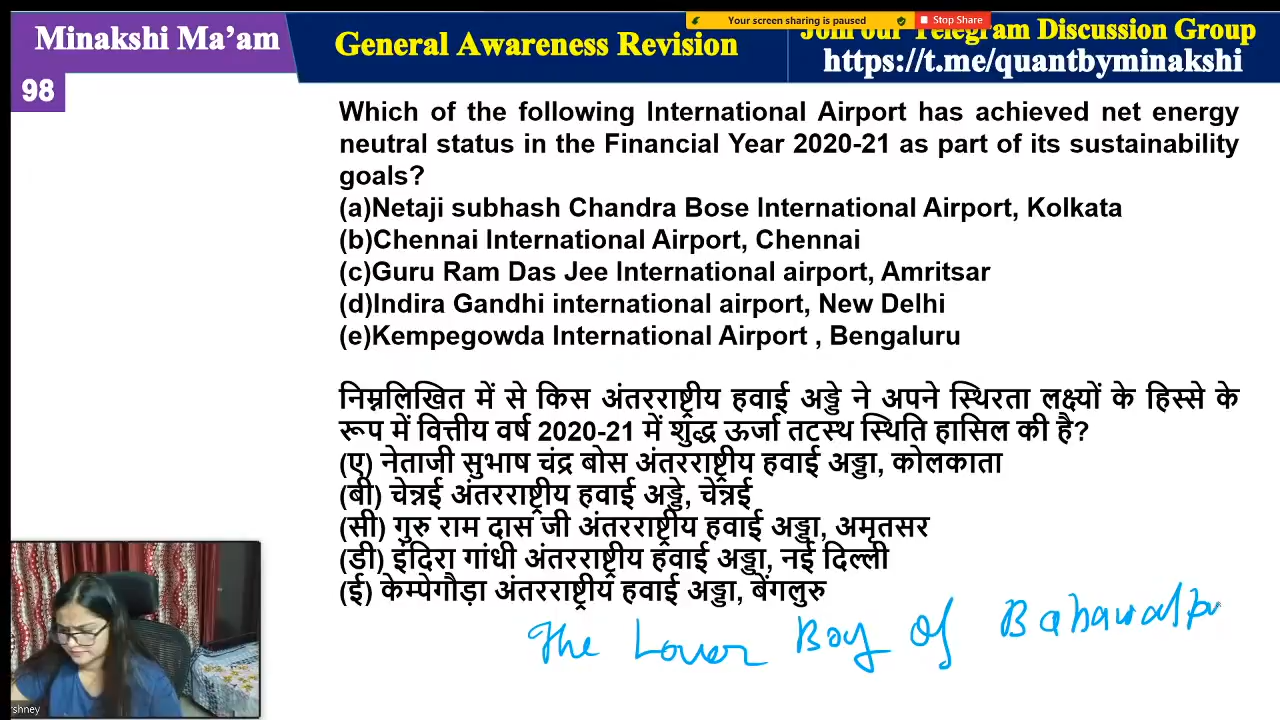 Minakshi Ma'am
General Awareness Revision
Your screen sharing is paused
Stop Share
Join our Telegram Discussion Group
https://t.me/quantbyminakshi
98
Which of the following International Airport has achieved net energy
neutral status in the Financial Year 2020-21 as part of its sustainability
goals?
(a)Netaji subhash Chandra Bose International Airport, Kolkata
(b)Chennai International Airport, Chennai
(c)Guru Ram Das Jee International airport, Amritsar
(d)Indira Gandhi international airport, New Delhi
(e)Kempegowda International Airport , Bengaluru
निम्नलिखित में से किस अंतरराष्ट्रीय हवाई अड्डे ने अपने स्थिरता लक्ष्यों के हिस्से के
रूप में वित्तीय वर्ष 2020-21 में शुद्ध ऊर्जा तटस्थ स्थिति हासिल की है?
(ए) नेताजी सुभाष चंद्र बोस अंतरराष्ट्रीय हवाई अड्डा, कोलकाता
(बी) चेन्नई अंतरराष्ट्रीय हवाई अड्डे, चेन्नई
(सी) गुरु राम दास जी अंतरराष्ट्रीय हवाई अड्डा, अमृतसर
(डी) इंदिरा गांधी अंतरराष्ट्रीय हवाई अड्डा, नई दिल्ली
(ई) केम्पेगौड़ा अंतरराष्ट्रीय हवाई अड्डा, बेंगलुरु
The Lover Boy of Bahawalpu
rshney